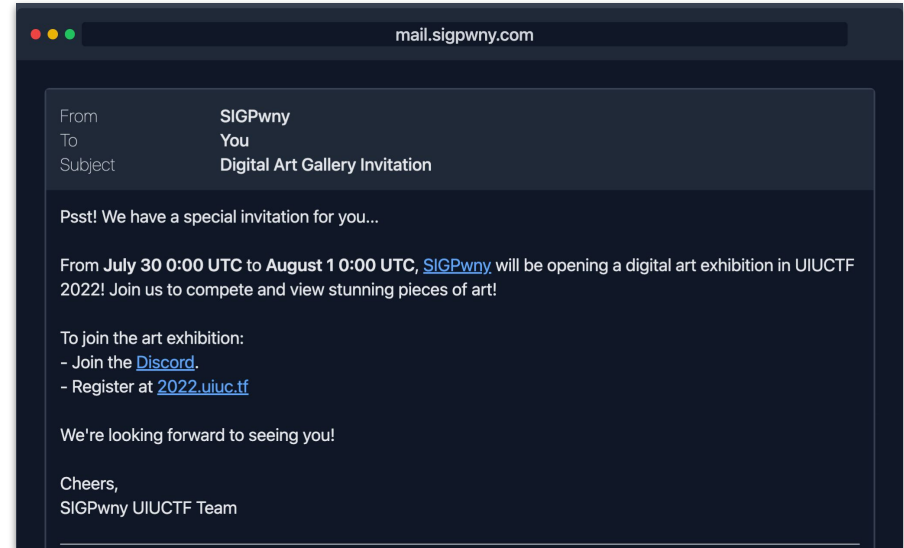 mail.sigpwny.com
From SIGPwny
To You
Subject Digital Art Gallery Invitation
Psst! We have a special invitation for you...
From July 30 0:00 UTC to August 1 0:00 UTC, SIGPwny will be opening a digital art exhibition in UIUCTF
2022! Join us to compete and view stunning pieces of art!
To join the art exhibition:
- Join the Discord.
- Register at 2022.uiuc.tf
We're looking forward to seeing you!
Cheers,
SIGPwny UIUCTF Team